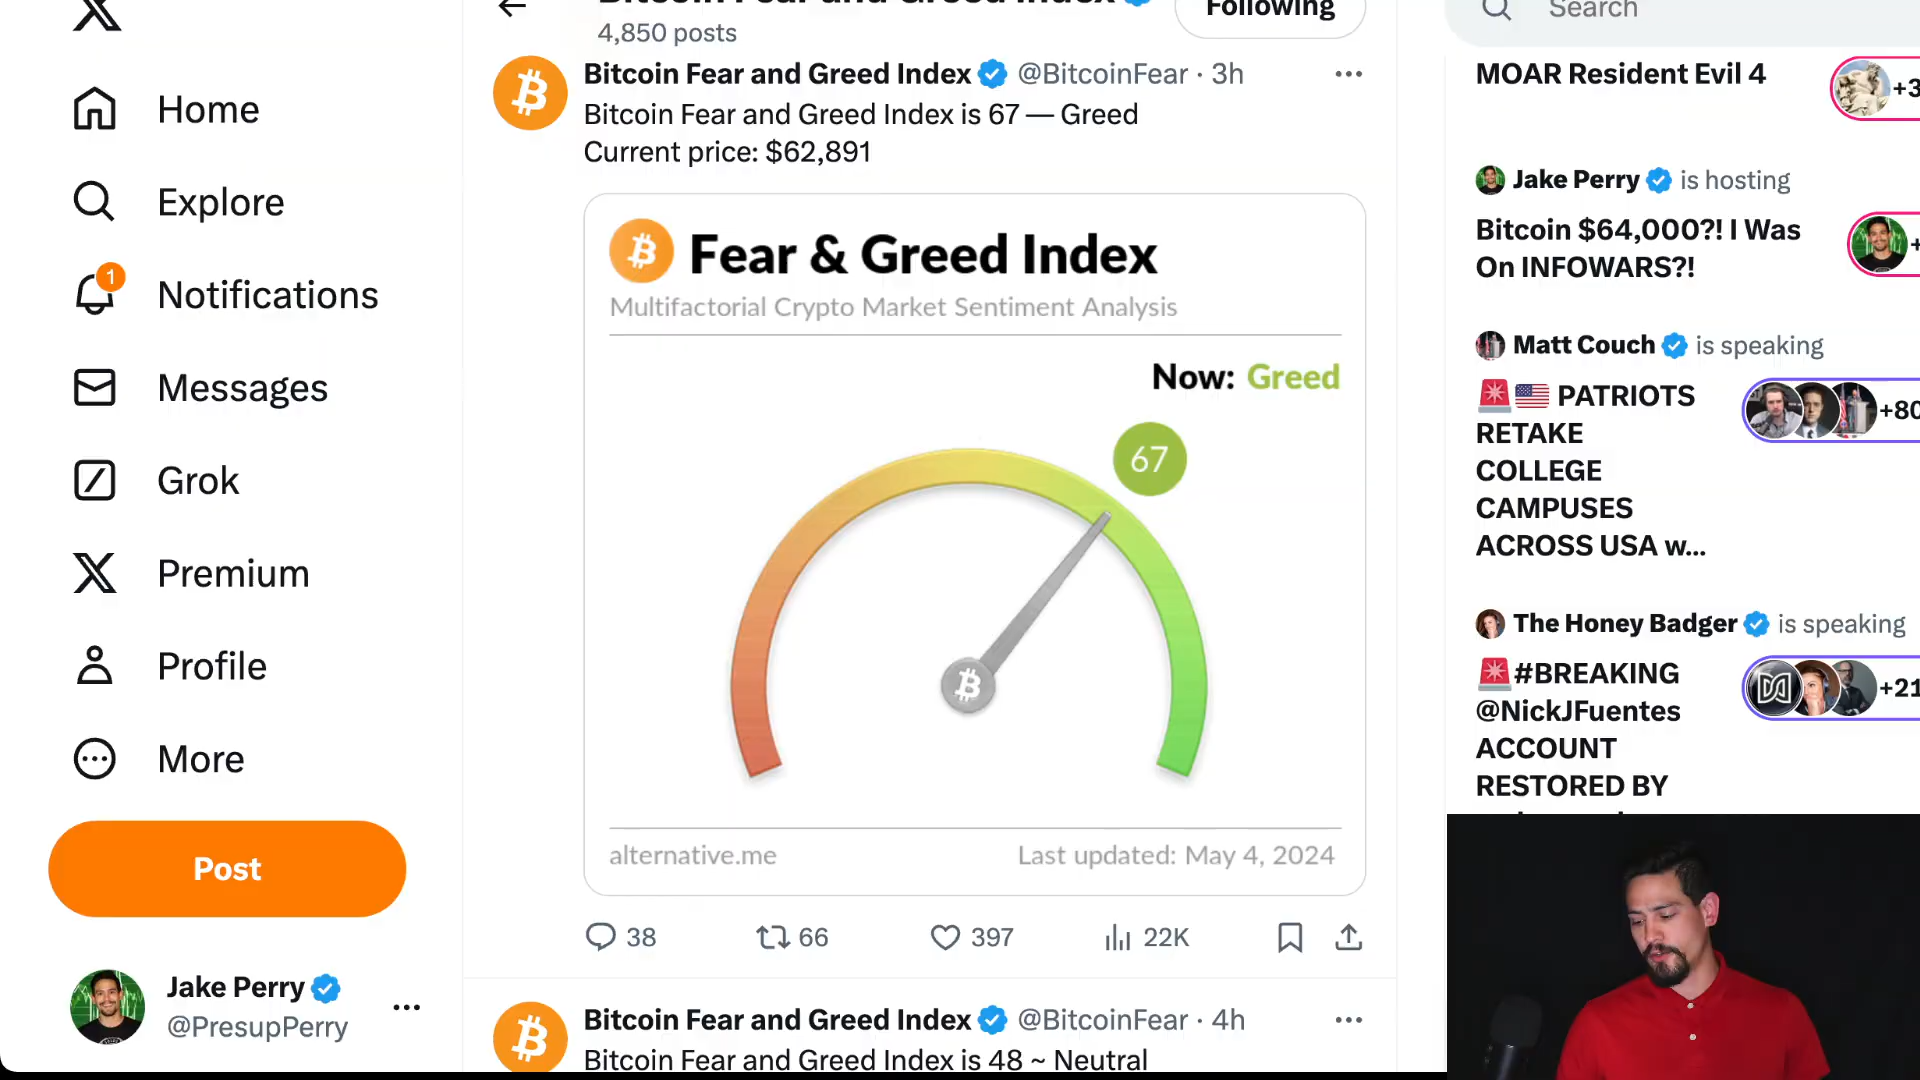 Bitcoin Fear and Greed Index
4,850 posts
Following
Search
Home
Explore
1
Notifications
Messages
Grok
Premium
Profile
More
Post
Jake Perry
@PresupPerry
Bitcoin Fear and Greed Index @BitcoinFear · 3h
Bitcoin Fear and Greed Index is 67 — Greed
Current price: $62,891
Fear & Greed Index
Multifactorial Crypto Market Sentiment Analysis
Now: Greed
67
alternative.me
Last updated: May 4, 2024
38
66
397
22K
Bitcoin Fear and Greed Index @BitcoinFear · 4h
Bitcoin Fear and Greed Index is 48 ~ Neutral
MOAR Resident Evil 4
+3
Jake Perry is hosting
Bitcoin $64,000?! I Was
On INFOWARS?!
+
Matt Couch is speaking
PATRIOTS
RETAKE
COLLEGE
CAMPUSES
ACROSS USA w...
+80
The Honey Badger is speaking
#BREAKING
@NickJFuentes
ACCOUNT
RESTORED BY
+21